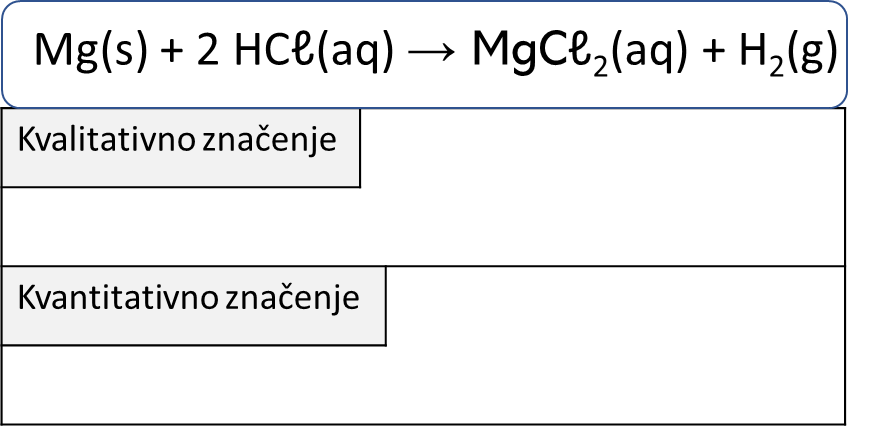 Mg(s) + 2 HCℓ(aq) → MgCℓ₂(aq) + H₂(g)
Kvalitativno značenje
Kvantitativno značenje